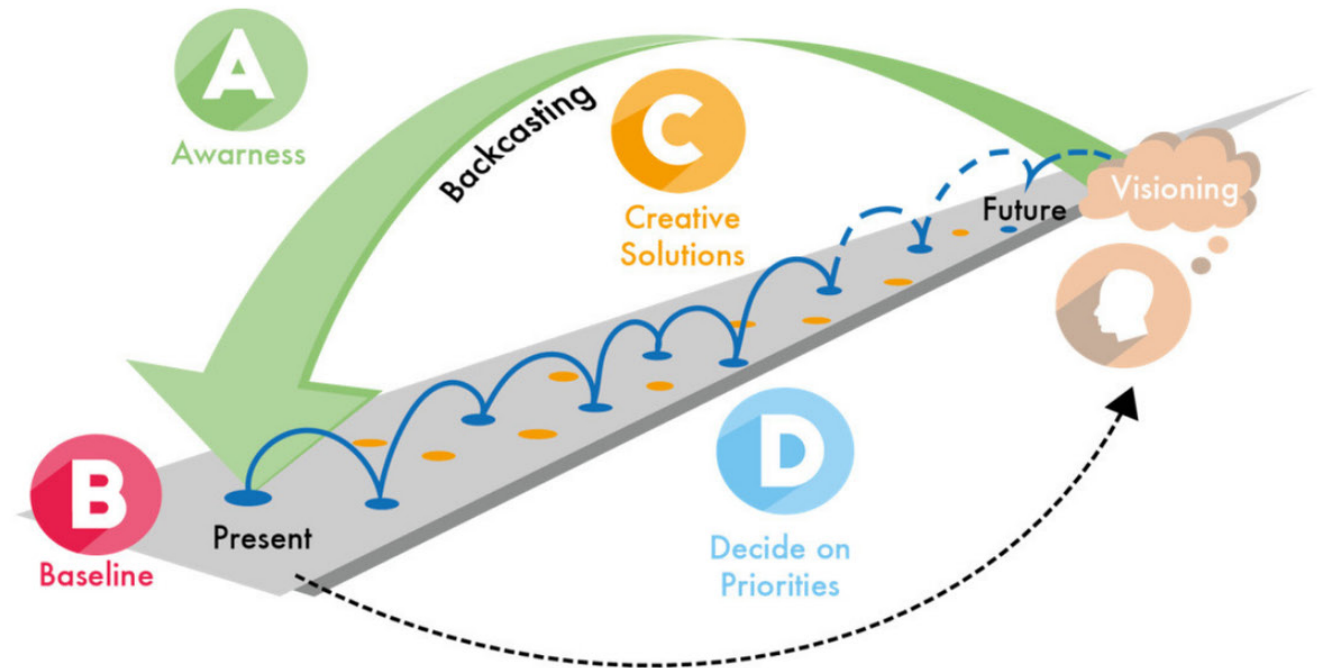 A
Awarness
Backcasting
C
Creative
Solutions
Visioning
Future
B
Baseline
Present
D
Decide on
Priorities